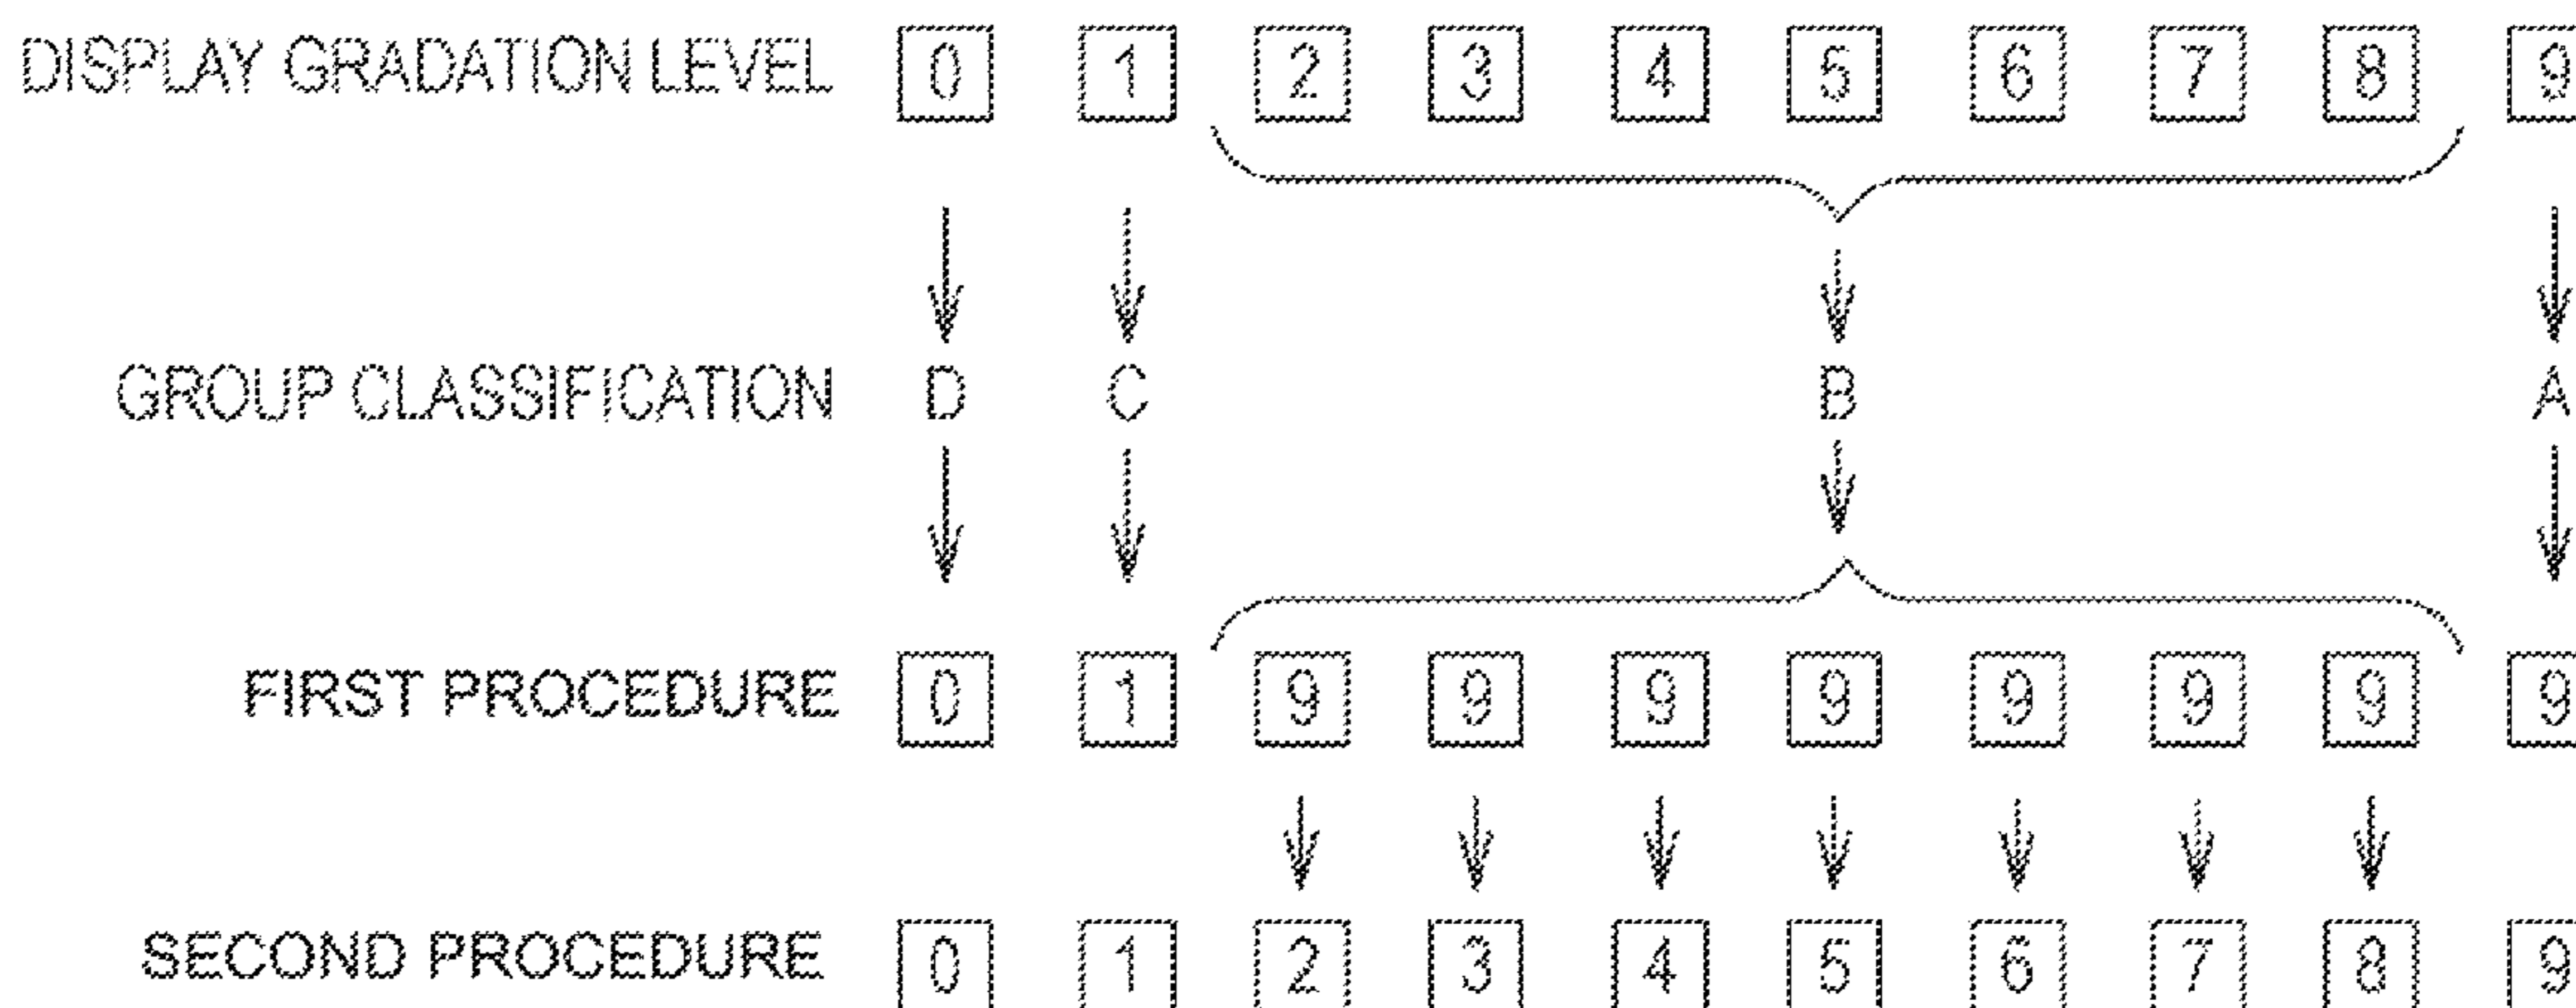 DISPLAY GRADATION LEVEL 0 1 2 3 4 5 6 7 8 9
GROUP CLASSIFICATION D C B A
FIRST PROCEDURE 0 1 9 9 9 9 9 9 9 9
SECOND PROCEDURE 0 1 2 3 4 5 6 7 8 9